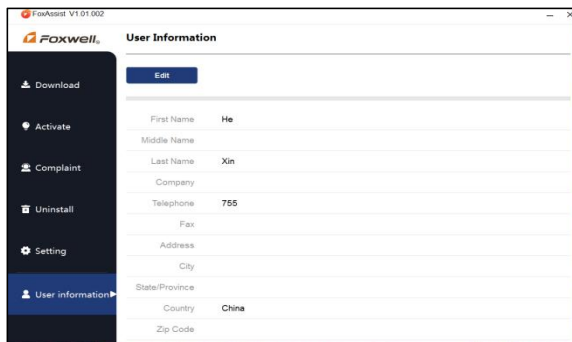 FoxAssist V1.01.002
Foxwell®
User Information
Edit
Download
Activate
Complaint
Uninstall
Setting
User information
First Name He
Middle Name
Last Name Xin
Company
Telephone 755
Fax
Address
City
State/Province
Country China
Zip Code